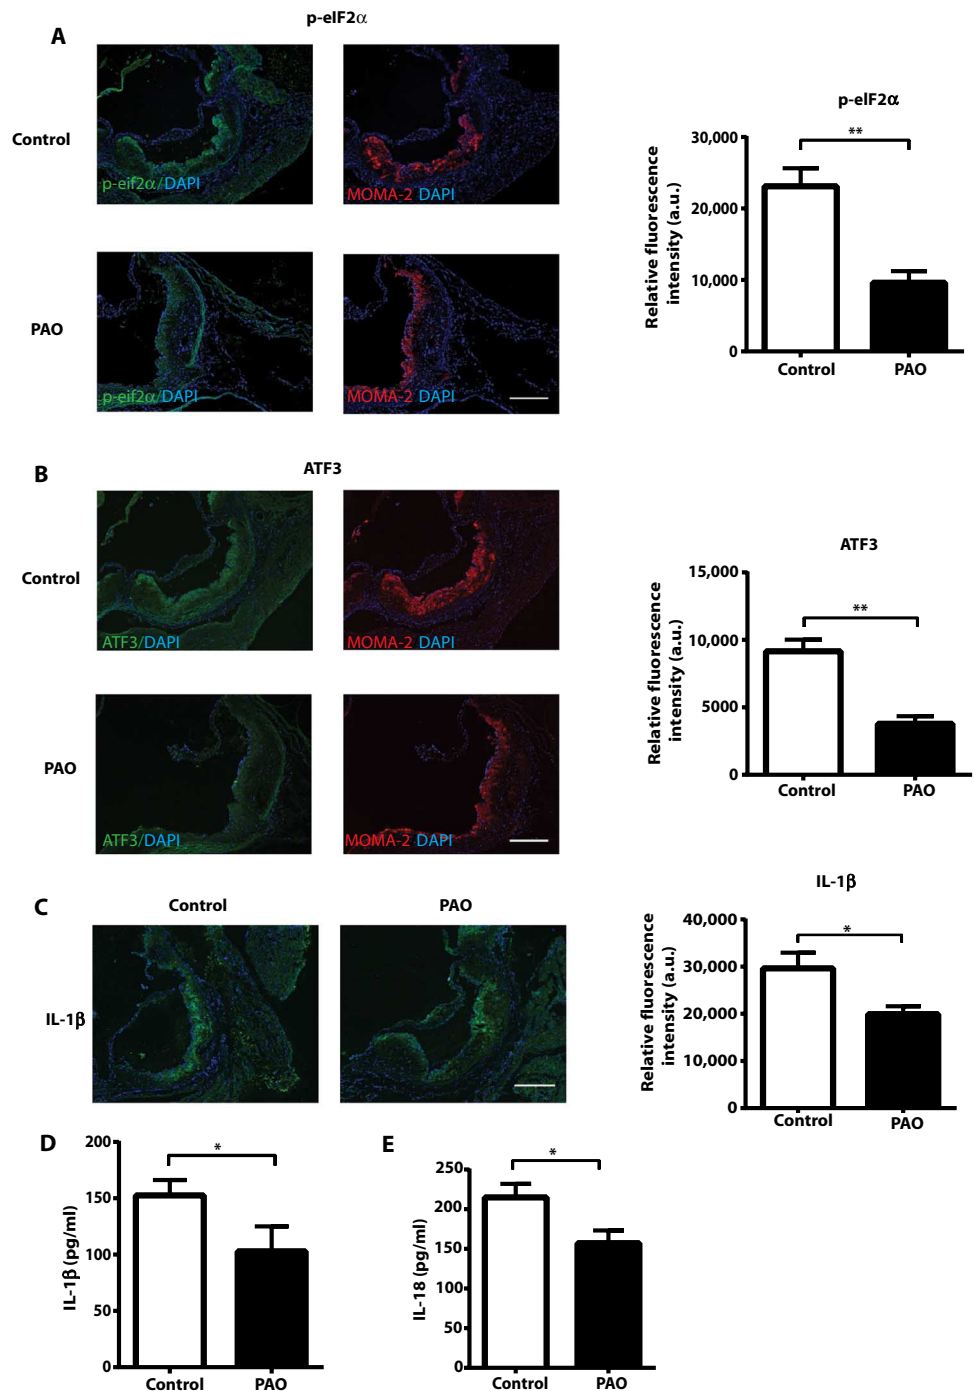 p-eIF2α
A
Control
p-eif2α/DAPI
MOMA-2 DAPI
PAO
p-eif2α/DAPI
MOMA-2 DAPI
p-eIF2α
Relative fluorescence
intensity (a.u.)
30,000
20,000
10,000
0
**
Control PAO
B
ATF3
Control
ATF3/DAPI
MOMA-2 DAPI
PAO
ATF3/DAPI
MOMA-2 DAPI
ATF3
Relative fluorescence
intensity (a.u.)
15,000
10,000
5000
0
**
Control PAO
C
Control PAO
IL-1β
IL-1β
Relative fluorescence
intensity (a.u.)
40,000
30,000
20,000
10,000
0
*
Control PAO
D
IL-1β (pg/ml)
200
150
100
50
0
*
Control PAO
E
IL-18 (pg/ml)
250
200
150
100
50
0
*
Control PAO